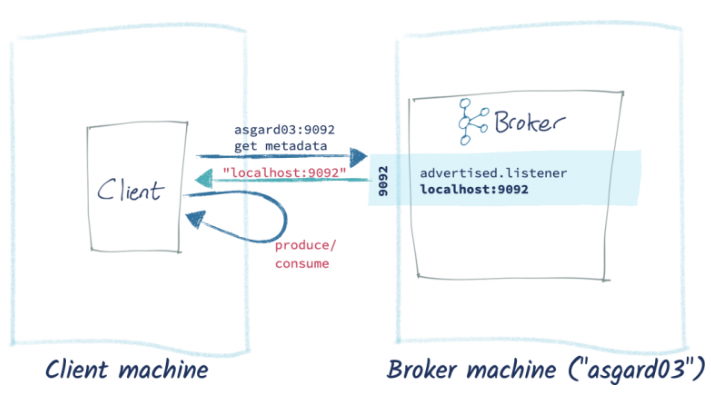 asgard03:9092
get metadata
Broker
"localhost:9092"
9092
advertised.listener
localhost:9092
Client
produce/
consume
Client machine
Broker machine ("asgard03")